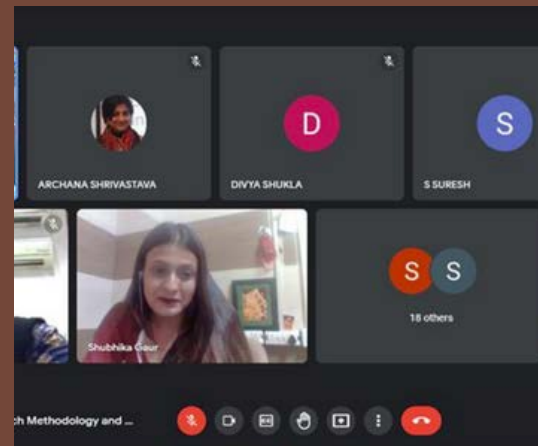 ARCHANA SHRIVASTAVA
D
DIVYA SHUKLA
S
S SURESH
Shubhika Gaur
S S
18 others
ch Methodology and ...